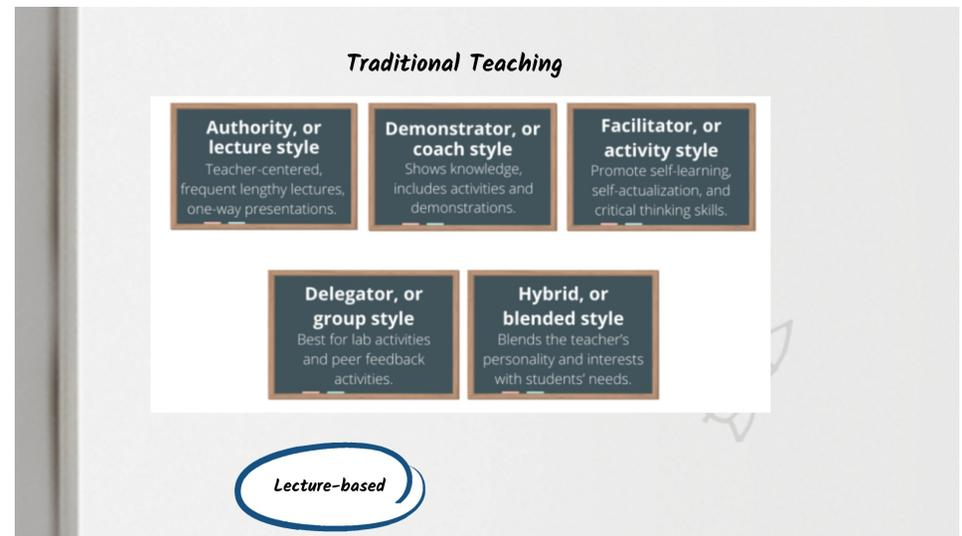 Traditional Teaching
Authority, or
lecture style
Teacher-centered,
frequent lengthy lectures,
one-way presentations.
Demonstrator, or
coach style
Shows knowledge,
includes activities and
demonstrations.
Facilitator, or
activity style
Promote self-learning,
self-actualization, and
critical thinking skills.
Delegator, or
group style
Best for lab activities
and peer feedback
activities.
Hybrid, or
blended style
Blends the teacher's
personality and interests
with students' needs.
Lecture-based